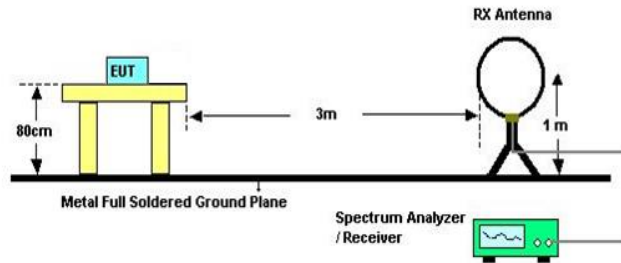 RX Antenna
EUT
80cm
3m
1 m
Metal Full Soldered Ground Plane
Spectrum Analyzer
/ Receiver